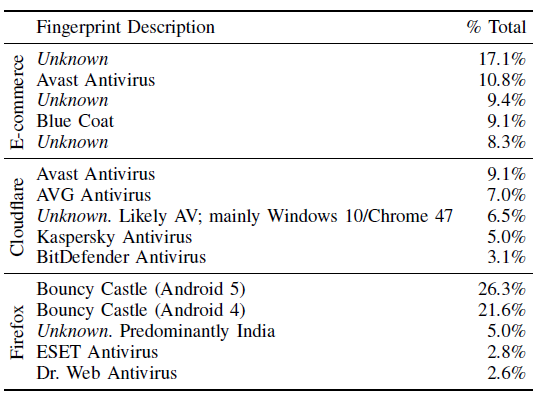 Fingerprint Description % Total
E-commerce
Unknown 17.1%
Avast Antivirus 10.8%
Unknown 9.4%
Blue Coat 9.1%
Unknown 8.3%
Cloudflare
Avast Antivirus 9.1%
AVG Antivirus 7.0%
Unknown. Likely AV; mainly Windows 10/Chrome 47 6.5%
Kaspersky Antivirus 5.0%
BitDefender Antivirus 3.1%
Firefox
Bouncy Castle (Android 5) 26.3%
Bouncy Castle (Android 4) 21.6%
Unknown. Predominantly India 5.0%
ESET Antivirus 2.8%
Dr. Web Antivirus 2.6%